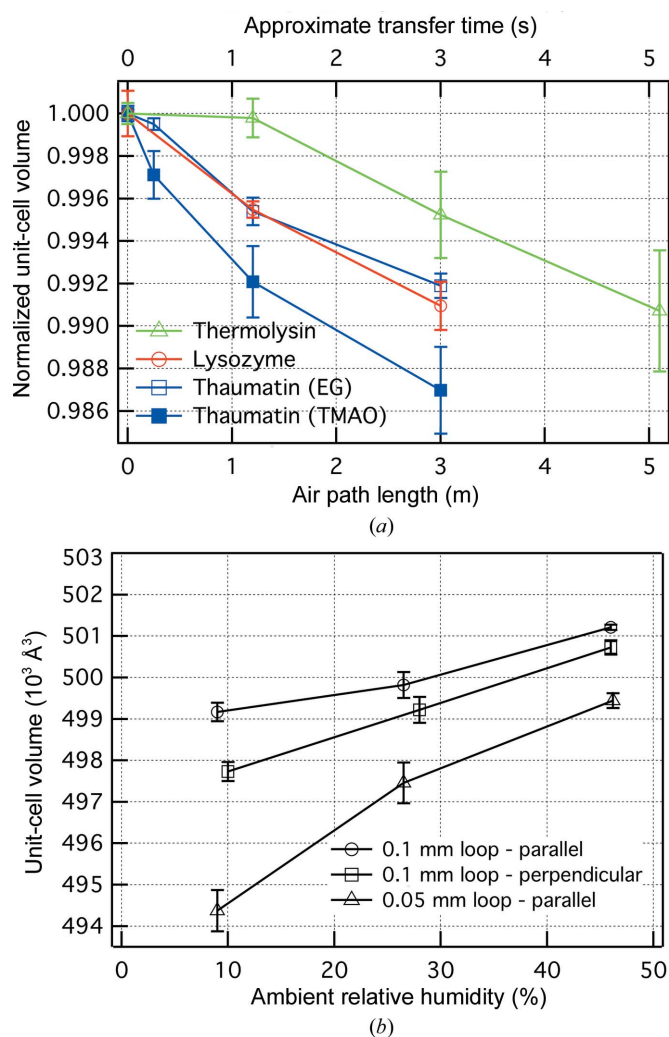 Approximate transfer time (s)
0 1 2 3 4 5
1.000
0.998
0.996
0.994
0.992
0.990
0.988
0.986
Normalized unit-cell volume
Thermolysin
Lysozyme
Thaumatin (EG)
Thaumatin (TMAO)
0 1 2 3 4 5
Air path length (m)
(a)
503
502
501
500
499
498
497
496
495
494
Unit-cell volume (10³ Å³)
0.1 mm loop - parallel
0.1 mm loop - perpendicular
0.05 mm loop - parallel
0 10 20 30 40 50
Ambient relative humidity (%)
(b)